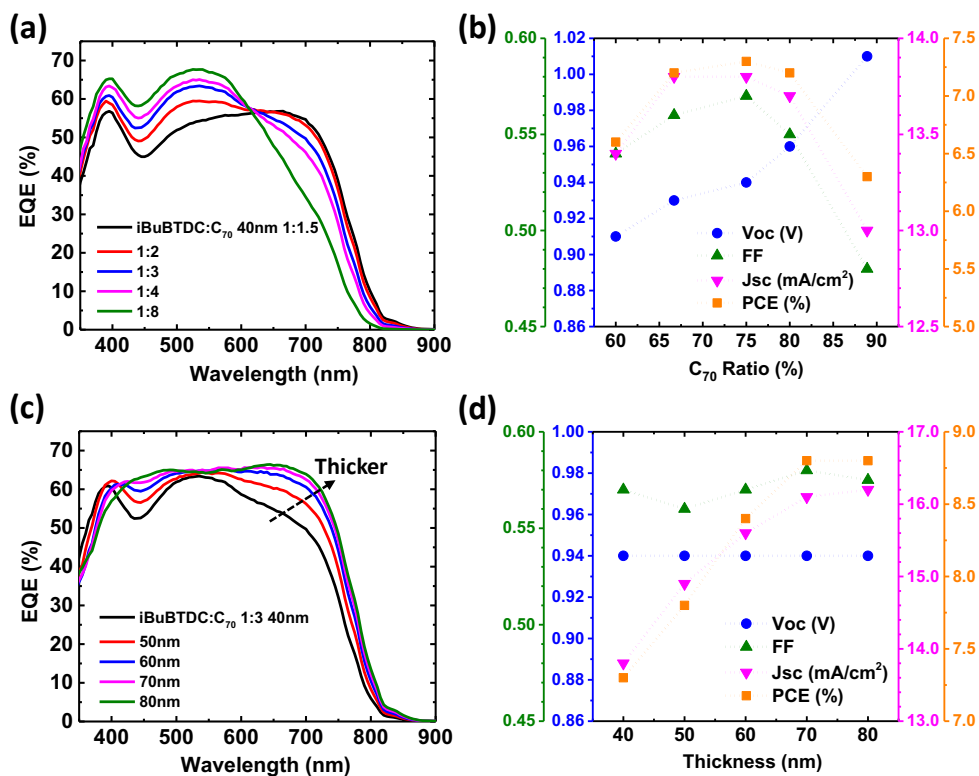 (a)
EQE (%)
70
60
50
40
30
20
10
0
iBuBTDC:C70 40nm 1:1.5
1:2
1:3
1:4
1:8
400 500 600 700 800 900
Wavelength (nm)
(b)
0.60
0.55
0.50
0.45
1.02
1.00
0.98
0.96
0.94
0.92
0.90
0.88
0.86
Voc (V)
FF
Jsc (mA/cm²)
PCE (%)
14.0
13.5
13.0
12.5
7.5
7.0
6.5
6.0
5.5
5.0
60 65 70 75 80 85 90
C70 Ratio (%)
(c)
EQE (%)
70
60
50
40
30
20
10
0
Thicker
iBuBTDC:C70 1:3 40nm
50nm
60nm
70nm
80nm
400 500 600 700 800 900
Wavelength (nm)
(d)
0.60
0.55
0.50
0.45
1.00
0.98
0.96
0.94
0.92
0.90
0.88
0.86
Voc (V)
FF
Jsc (mA/cm²)
PCE (%)
17.0
16.0
15.0
14.0
13.0
9.0
8.5
8.0
7.5
7.0
40 50 60 70 80
Thickness (nm)